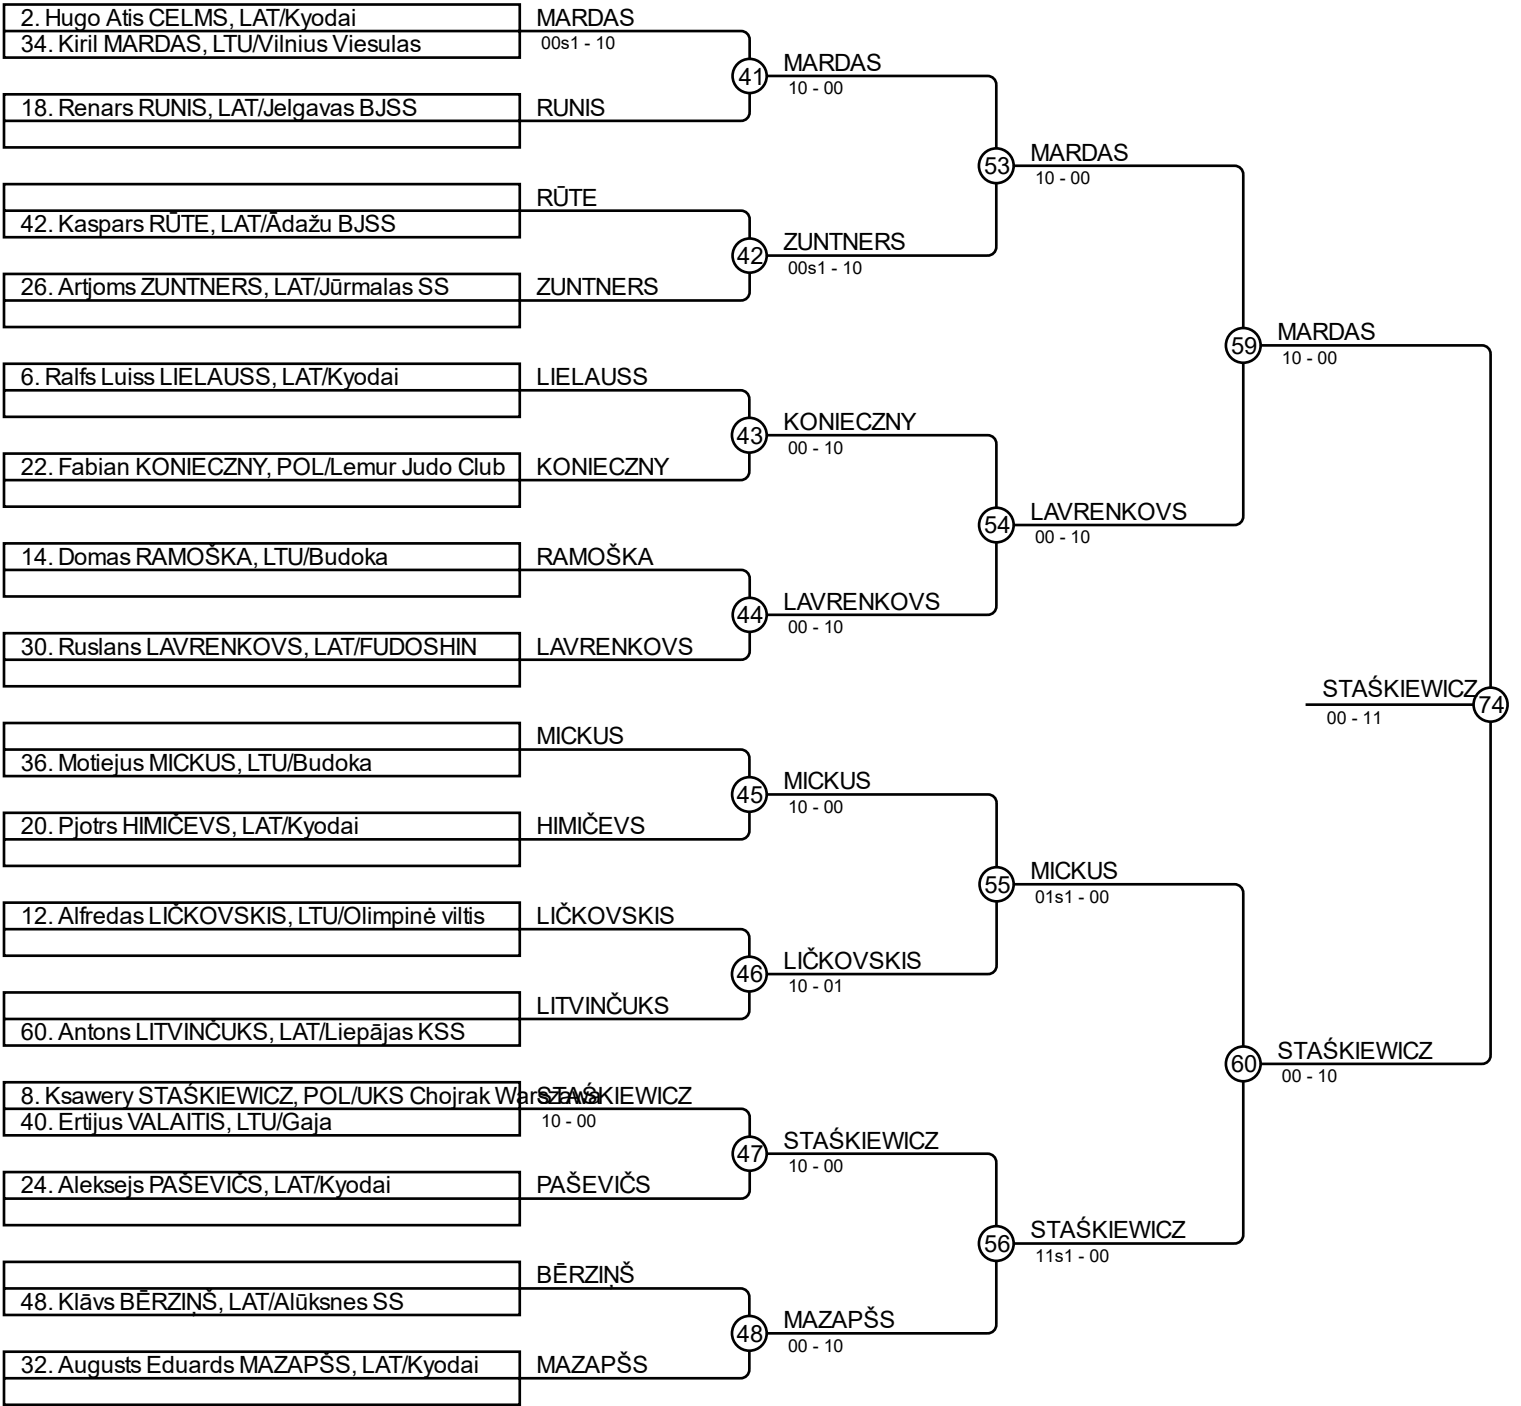 2. Hugo Atis CELMS, LAT/Kyodai
34. Kiril MARDAS, LTU/Vilnius Viesulas
MARDAS
00s1 - 10
18. Renars RUNIS, LAT/Jelgavas BJSS
RUNIS
41
MARDAS
10 - 00
42. Kaspars RŪTE, LAT/Ādažu BJSS
RŪTE
26. Artjoms ZUNTNERS, LAT/Jūrmalas SS
ZUNTNERS
42
ZUNTNERS
00s1 - 10
53
MARDAS
10 - 00
6. Ralfs Luiss LIELAUSS, LAT/Kyodai
LIELAUSS
22. Fabian KONIECZNY, POL/Lemur Judo Club
KONIECZNY
43
KONIECZNY
00 - 10
14. Domas RAMOŠKA, LTU/Budoka
RAMOŠKA
30. Ruslans LAVRENKOVS, LAT/FUDOSHIN
LAVRENKOVS
44
LAVRENKOVS
00 - 10
54
LAVRENKOVS
00 - 10
59
MARDAS
10 - 00
36. Motiejus MICKUS, LTU/Budoka
MICKUS
20. Pjotrs HIMIČEVS, LAT/Kyodai
HIMIČEVS
45
MICKUS
10 - 00
12. Alfredas LIČKOVSKIS, LTU/Olimpinė viltis
LIČKOVSKIS
60. Antons LITVINČUKS, LAT/Liepājas KSS
LITVINČUKS
46
LIČKOVSKIS
10 - 01
55
MICKUS
01s1 - 00
8. Ksawery STAŚKIEWICZ, POL/UKS Chojrak Warszawa
40. Ertijus VALAITIS, LTU/Gaja
STAŚKIEWICZ
10 - 00
24. Aleksejs PAŠEVIČS, LAT/Kyodai
PAŠEVIČS
47
STAŚKIEWICZ
10 - 00
48. Klāvs BĒRZIŅŠ, LAT/Alūksnes SS
BĒRZIŅŠ
32. Augusts Eduards MAZAPŠS, LAT/Kyodai
MAZAPŠS
48
MAZAPŠS
00 - 10
56
STAŚKIEWICZ
11s1 - 00
60
STAŚKIEWICZ
00 - 10
STAŚKIEWICZ
00 - 11
74